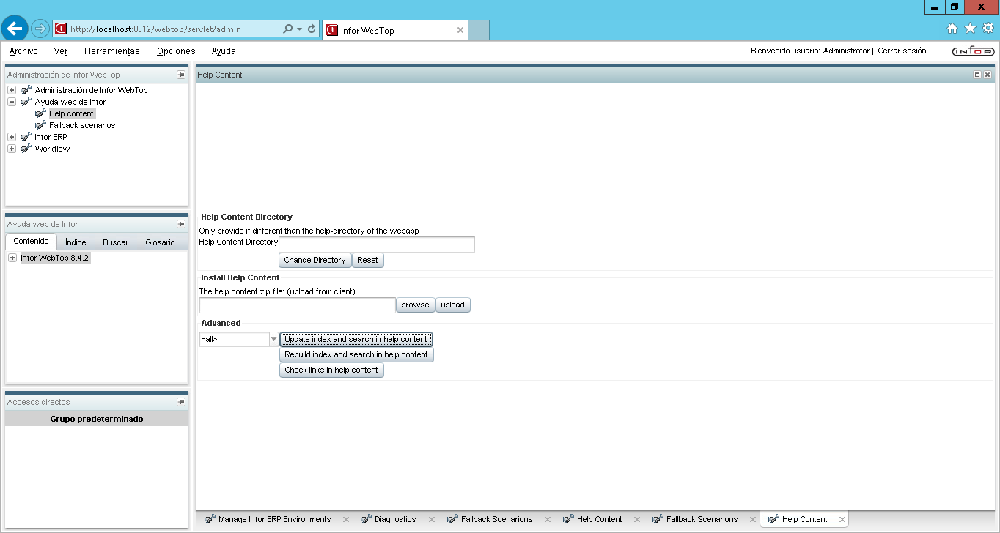 http://localhost:8312/webtop/servlet/admin
Infor WebTop
Archivo Ver Herramientas Opciones Ayuda
Bienvenido usuario: Administrator | Cerrar sesión
infor
Administración de Infor WebTop
Administración de Infor WebTop
Ayuda web de Infor
Help content
Fallback scenarios
Infor ERP
Workflow
Ayuda web de Infor
Contenido Índice Buscar Glosario
Infor WebTop 8.4.2
Accesos directos
Grupo predeterminado
Help Content
Help Content Directory
Only provide if different than the help-directory of the webapp
Help Content Directory
Change Directory Reset
Install Help Content
The help content zip file: (upload from client)
browse upload
Advanced
<all> Update index and search in help content
Rebuild index and search in help content
Check links in help content
Manage Infor ERP Environments Diagnostics Fallback Scenarions Help Content Fallback Scenarions Help Content